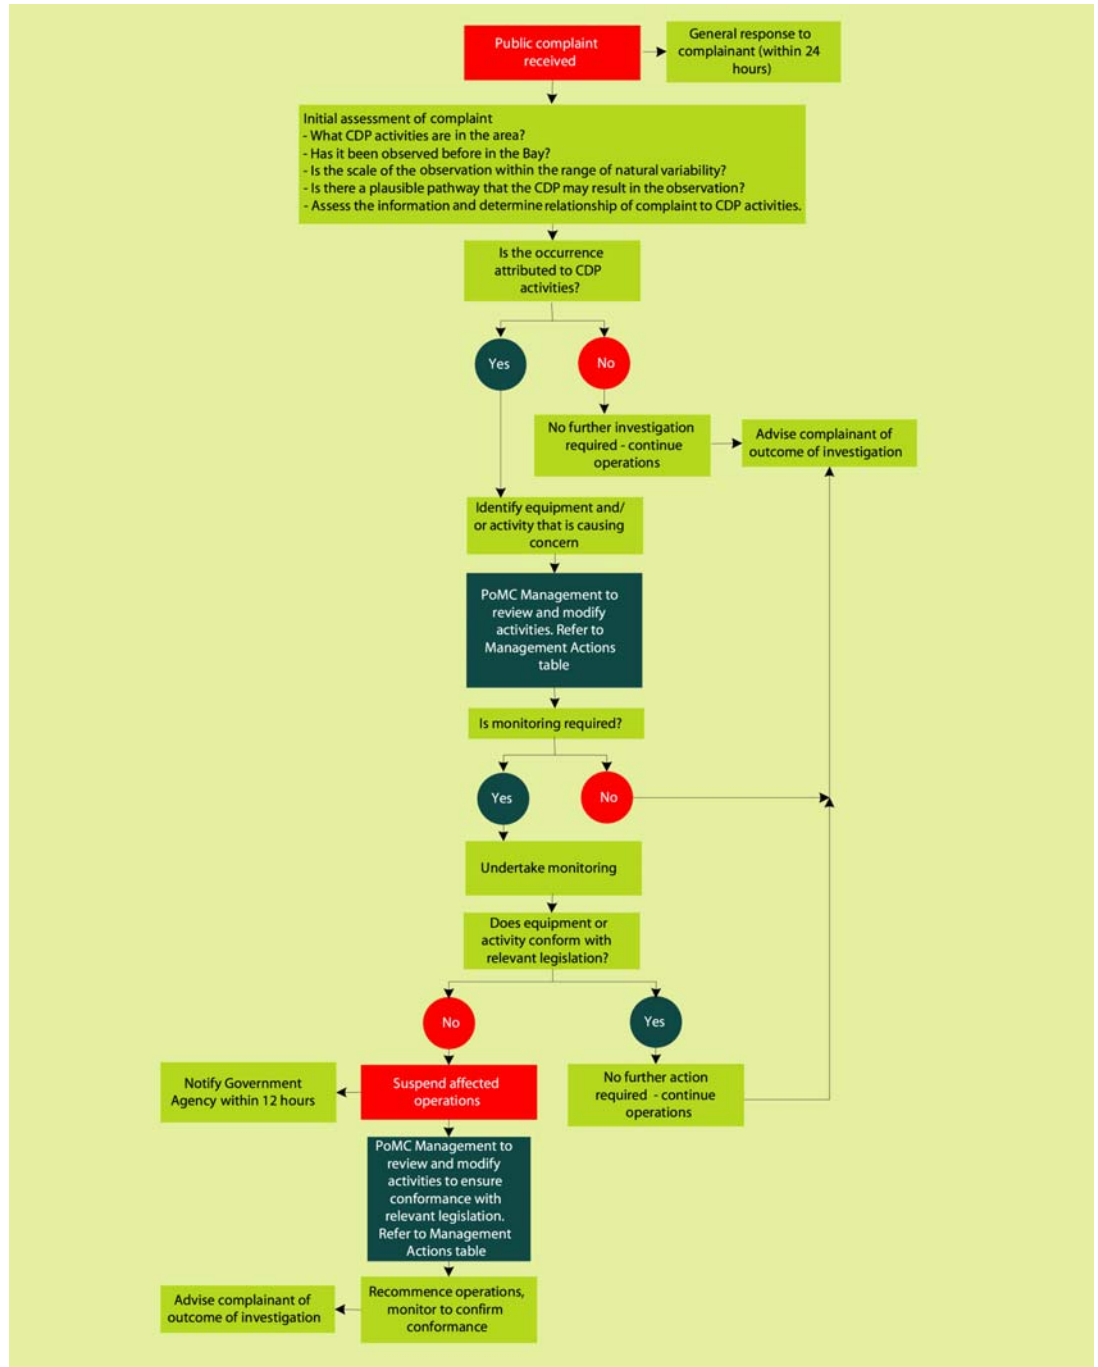 Public complaint
received
General response to
complainant (within 24
hours)
Initial assessment of complaint
- What CDP activities are in the area?
- Has it been observed before in the Bay?
- Is the scale of the observation within the range of natural variability?
- Is there a plausible pathway that the CDP may result in the observation?
- Assess the information and determine relationship of complaint to CDP activities.
Is the occurrence
attributed to CDP
activities?
Yes
No
No further investigation
required - continue
operations
Advise complainant of
outcome of investigation
Identify equipment and/
or activity that is causing
concern
PoMC Management to
review and modify
activities. Refer to
Management Actions
table
Is monitoring required?
Yes
No
Undertake monitoring
Does equipment or
activity conform with
relevant legislation?
No
Yes
Notify Government
Agency within 12 hours
Suspend affected
operations
No further action
required - continue
operations
PoMC Management to
review and modify
activities to ensure
conformance with
relevant legislation.
Refer to Management
Actions table
Advise complainant of
outcome of investigation
Recommence operations,
monitor to confirm
conformance